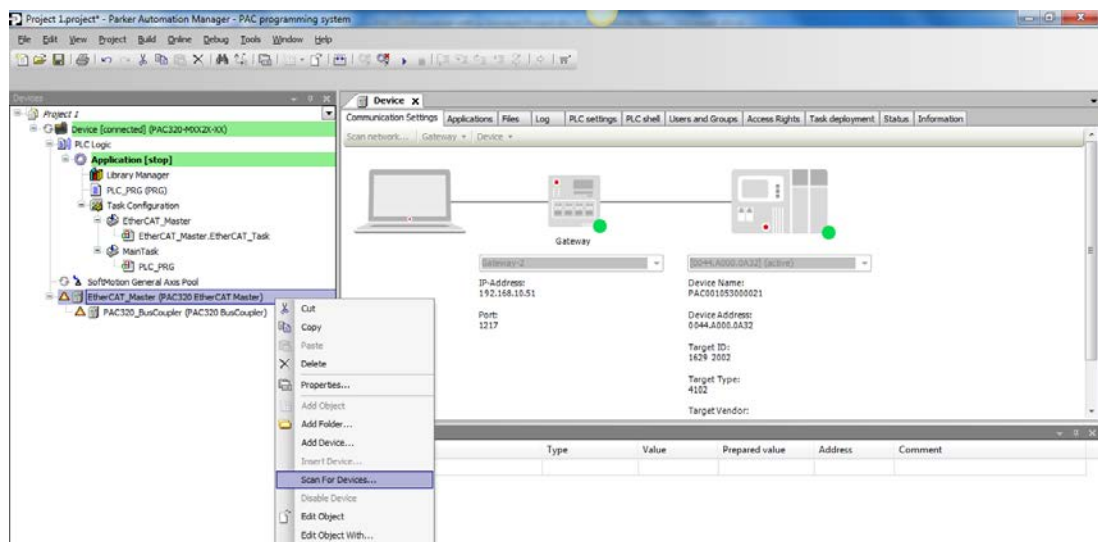 Project 1.project* - Parker Automation Manager - PAC programming system
File Edit View Project Build Online Debug Tools Window Help
Devices
Project 1
Device [connected] (PAC320-MXX2X-XX)
PLC Logic
Application [stop]
Library Manager
PLC_PRG (PRG)
Task Configuration
EtherCAT_Master
EtherCAT_Master.EtherCAT_Task
MainTask
PLC_PRG
SoftMotion General Axis Pool
EtherCAT_Master (PAC320 EtherCAT Master)
PAC320_BusCoupler (PAC320 BusCoupler)
Cut
Copy
Paste
Delete
Properties...
Add Object
Add Folder...
Add Device...
Insert Device...
Scan For Devices...
Disable Device
Edit Object
Edit Object With...
Device X
Communication Settings Applications Files Log PLC settings PLC shell Users and Groups Access Rights Task deployment Status Information
Scan network... Gateway Device
Gateway
Gateway-2
IP-Address:
192.168.10.51
Port:
1217
[0044.A000.0A32] (active)
Device Name:
PAC001053000021
Device Address:
0044.A000.0A32
Target ID:
1629 2002
Target Type:
4102
Target Vendor:
Type Value Prepared value Address Comment